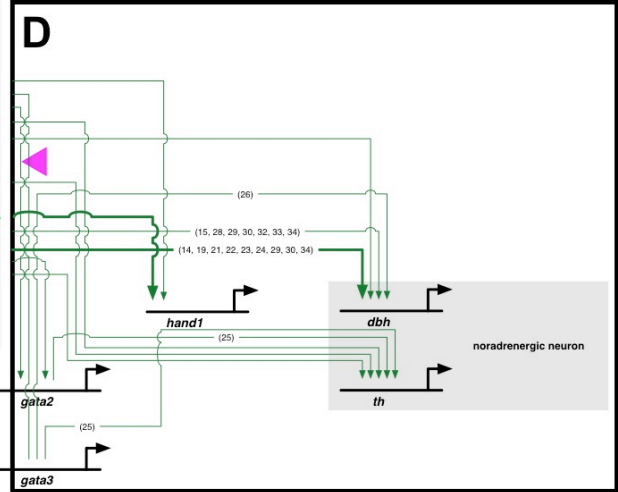 D
(26)
(15, 28, 29, 30, 32, 33, 34)
(14, 19, 21, 22, 23, 24, 29, 30, 34)
hand1
dbh
(25)
noradrenergic neuron
gata2
th
(25)
gata3